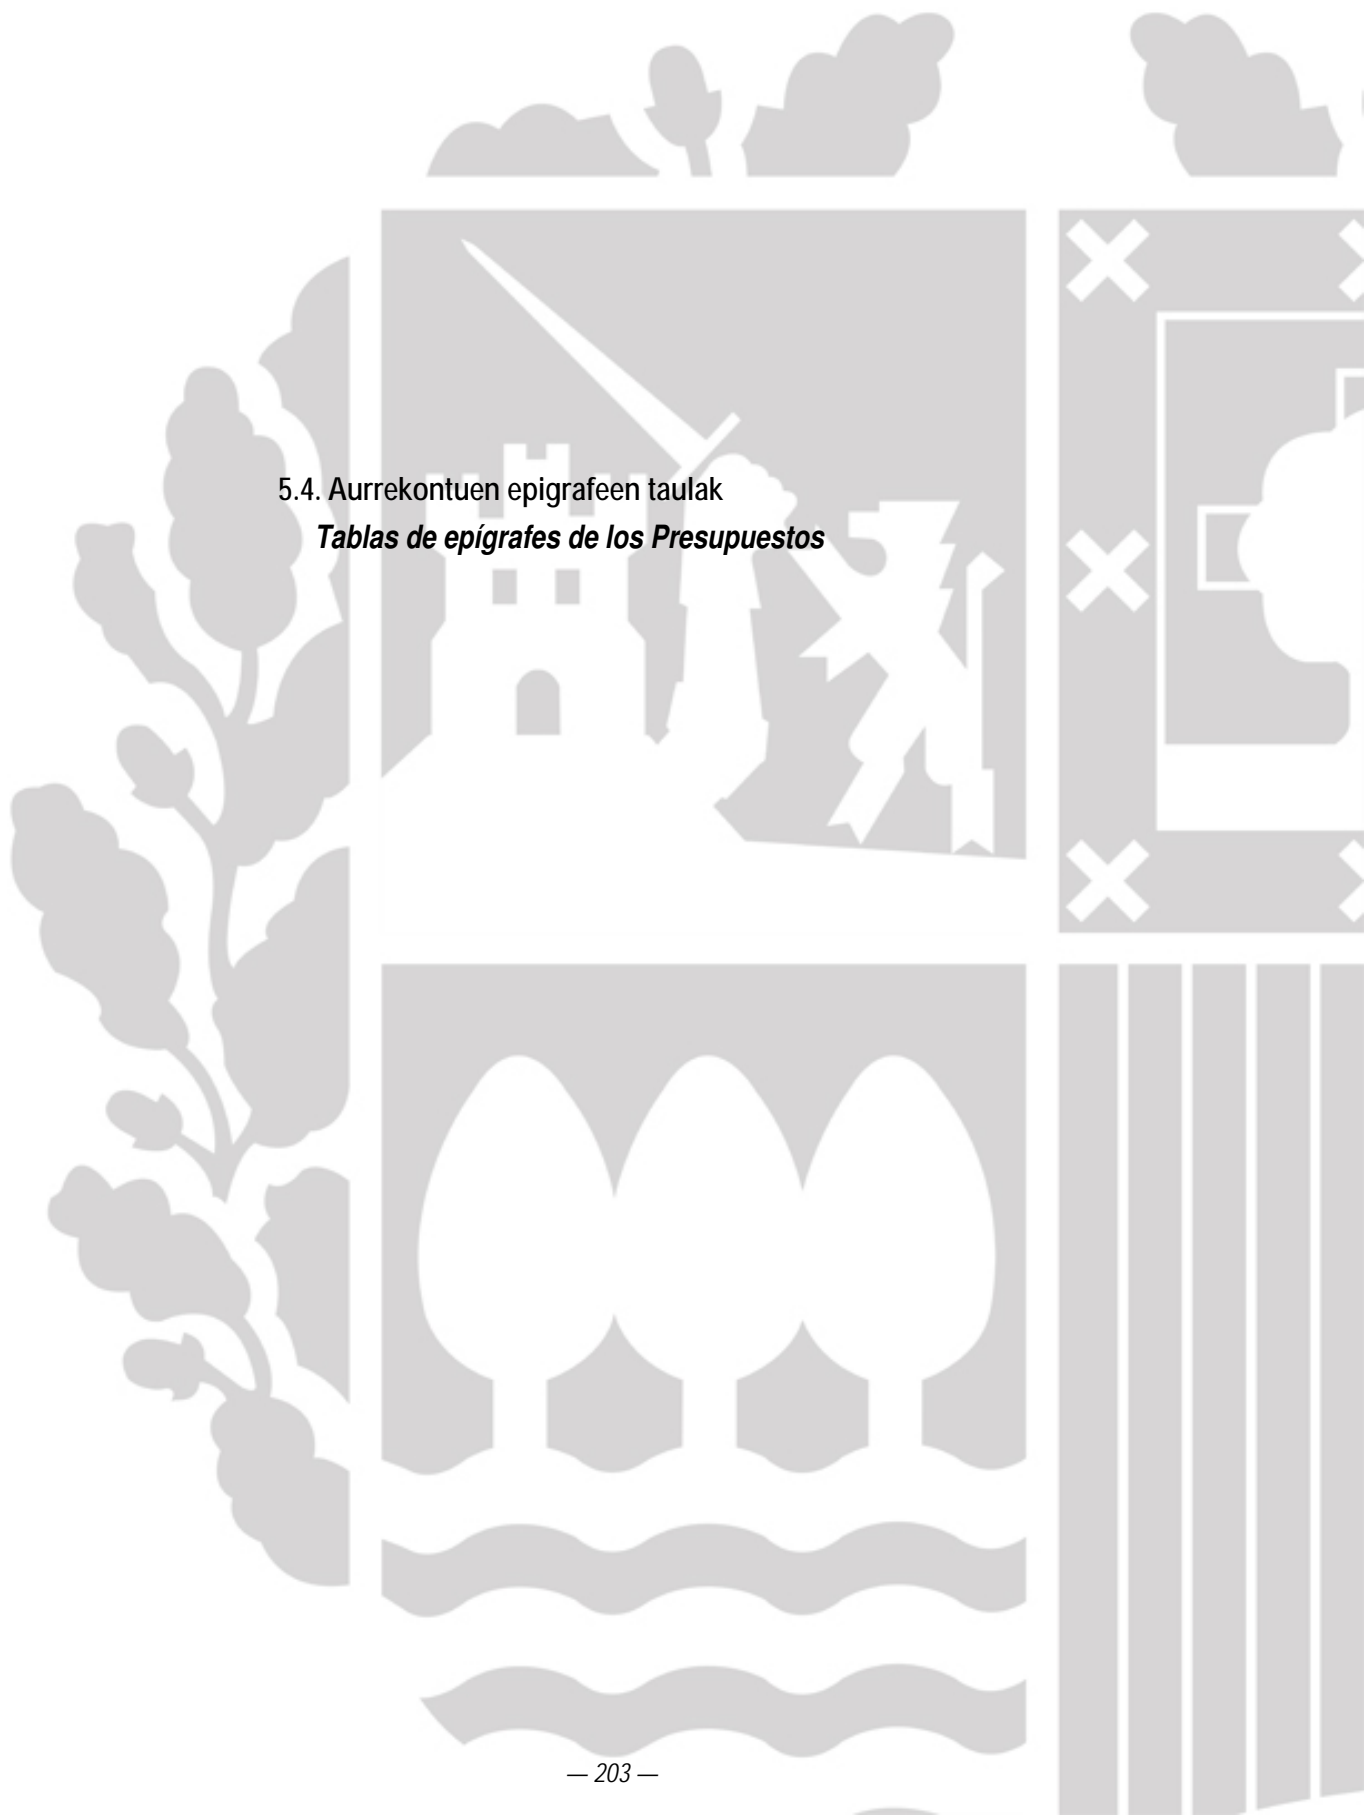 5.4. Aurrekontuen epigrafeen taulak
Tablas de epígrafes de los Presupuestos
— 203 —